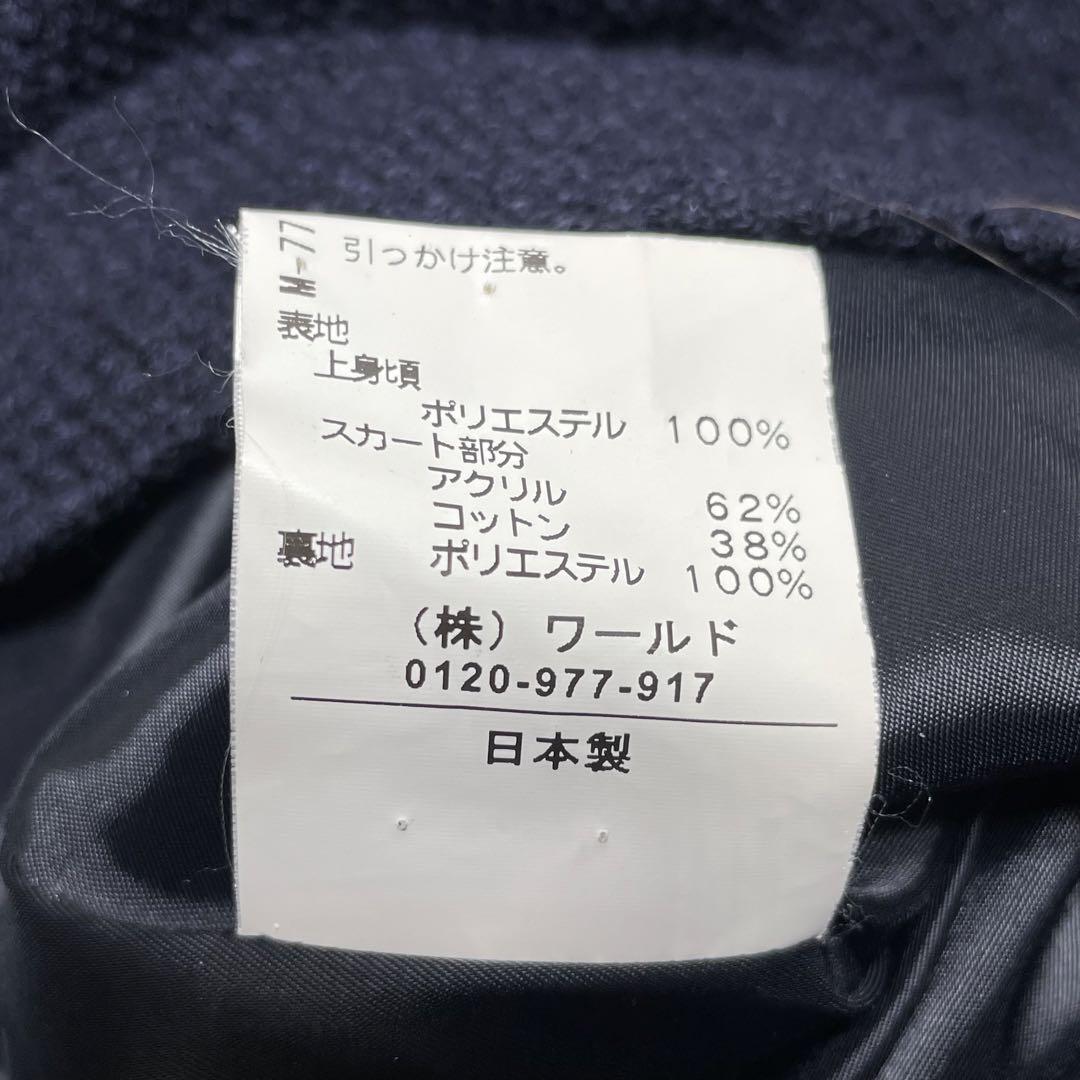 M-77
引っかけ注意。
表地
上身頃
ポリエステル 100%
スカート部分
アクリル 62%
コットン 38%
裏地 ポリエステル 100%
（株）ワールド
0120-977-917
日本製